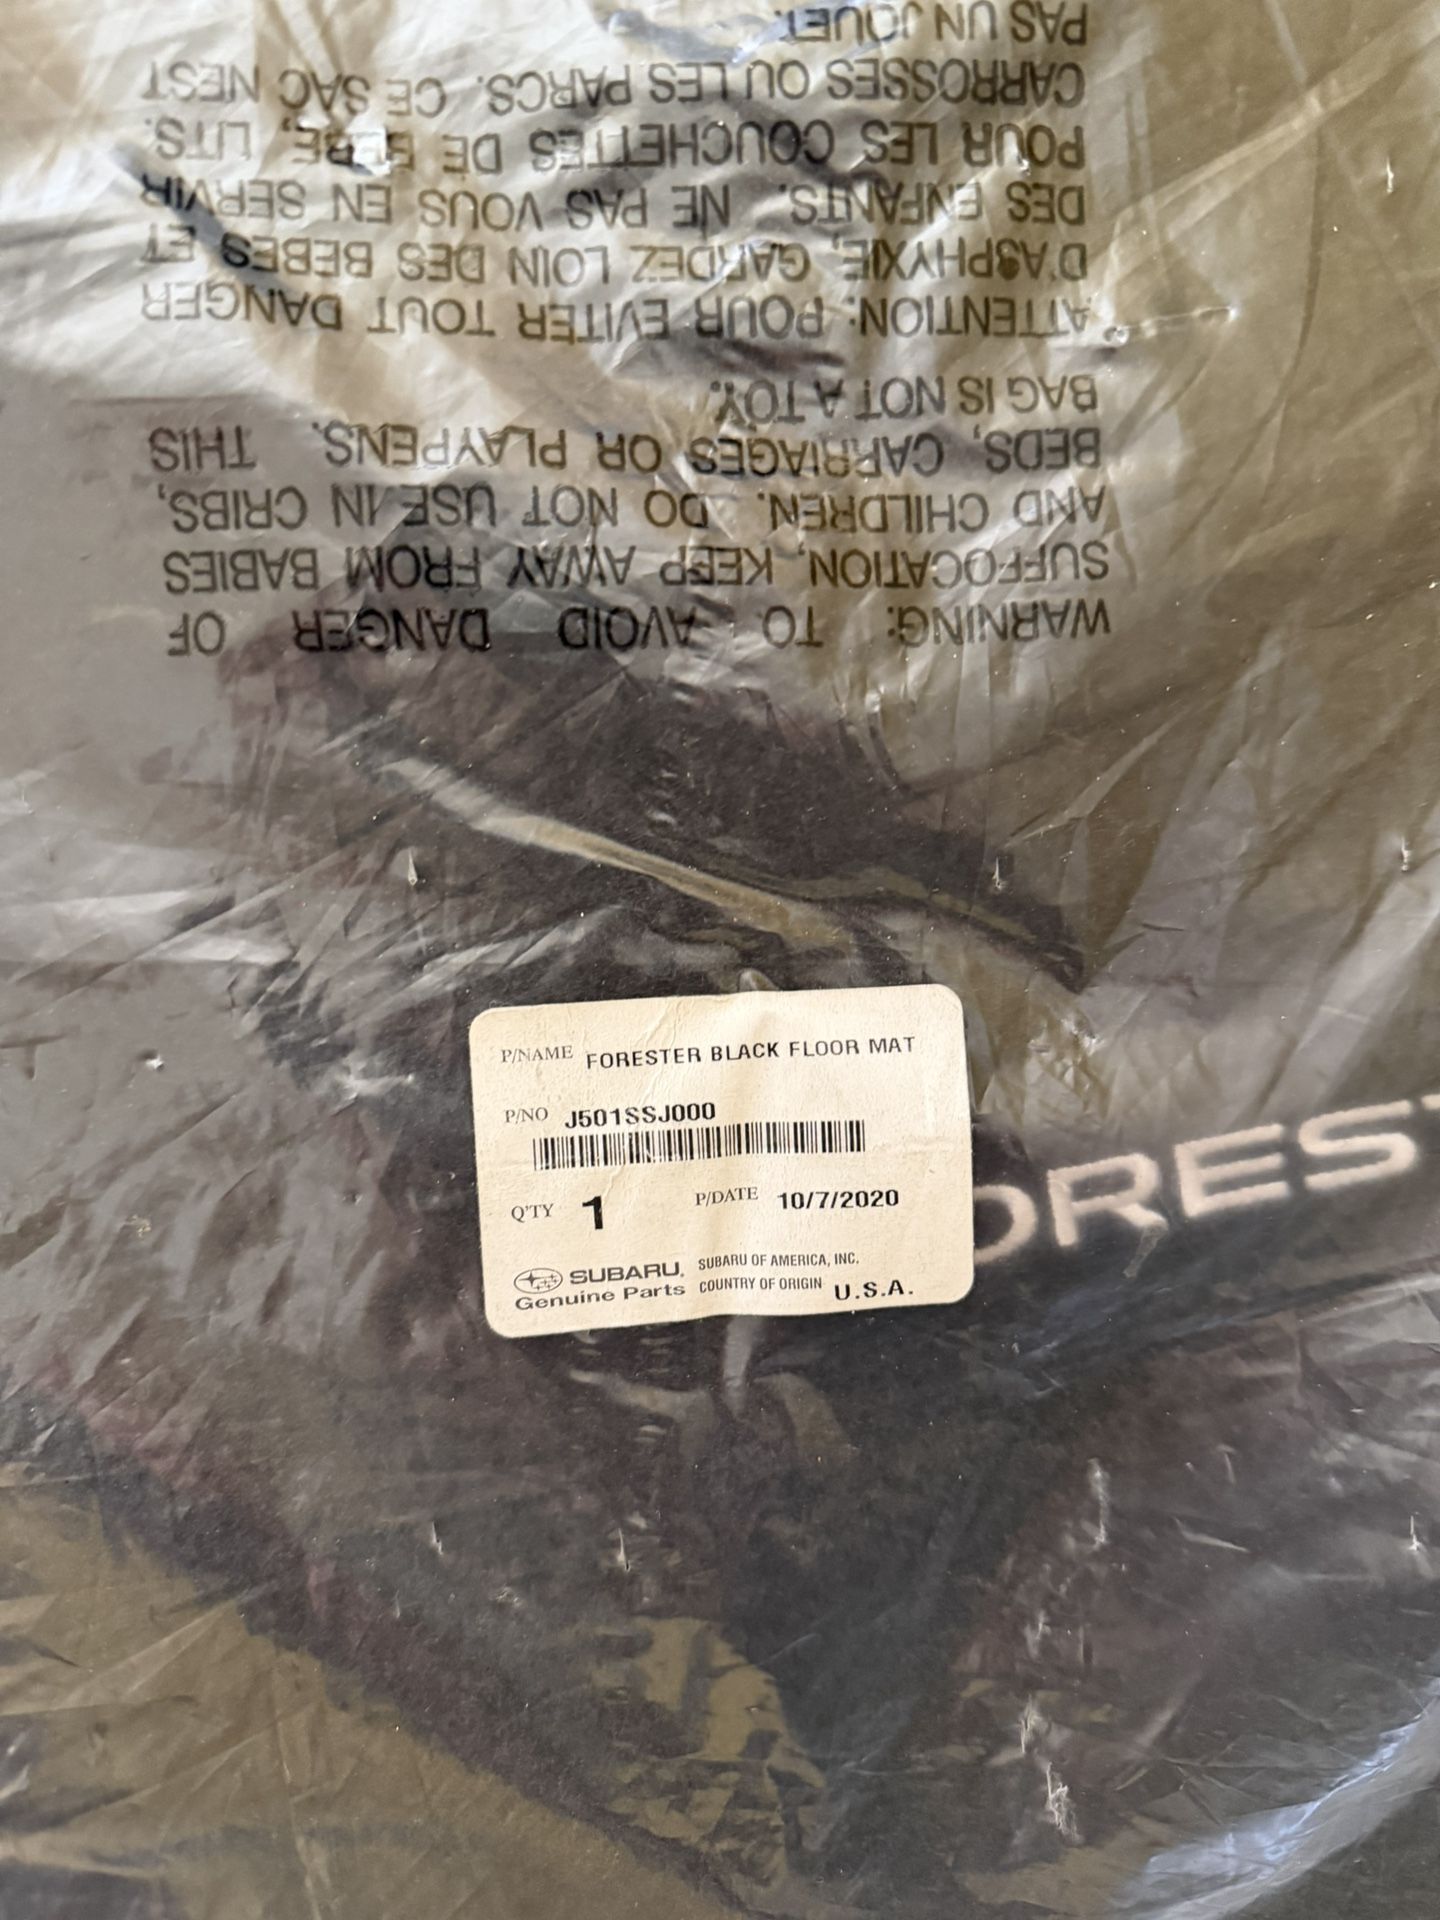 WARNING: TO AVOID DANGER OF
SUFFOCATION, KEEP AWAY FROM BABIES
AND CHILDREN. DO NOT USE IN CRIBS,
BEDS, CARRIAGES OR PLAYPENS. THIS
BAG IS NOT A TOY.
ATTENTION: POUR EVITER TOUT DANGER
D'ASPHYXIE, GARDEZ LOIN DES BEBES ET
DES ENFANTS. NE PAS VOUS EN SERVIR
POUR LES COUCHETTES DE BEBE, LITS.
CARROSSES OU LES PARCS. CE SAC NEST
PAS UN JOUET.
P/NAME FORESTER BLACK FLOOR MAT
P/NO J501SSJ000
Q'TY 1 P/DATE 10/7/2020
SUBARU. SUBARU OF AMERICA, INC.
Genuine Parts COUNTRY OF ORIGIN U.S.A.
OREST